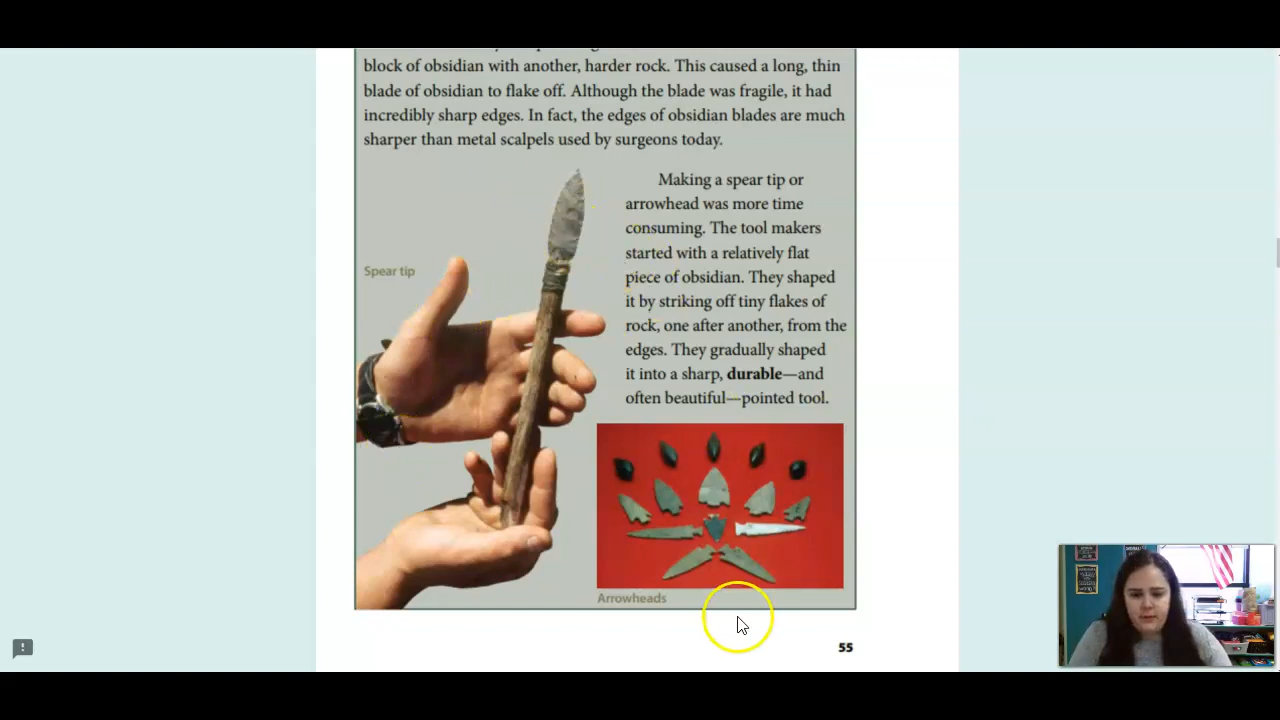 block of obsidian with another, harder rock. This caused a long, thin
blade of obsidian to flake off. Although the blade was fragile, it had
incredibly sharp edges. In fact, the edges of obsidian blades are much
sharper than metal scalpels used by surgeons today.
Making a spear tip or
arrowhead was more time
consuming. The tool makers
started with a relatively flat
piece of obsidian. They shaped
it by striking off tiny flakes of
rock, one after another, from the
edges. They gradually shaped
it into a sharp, durable—and
often beautiful—pointed tool.
Spear tip
Arrowheads
55